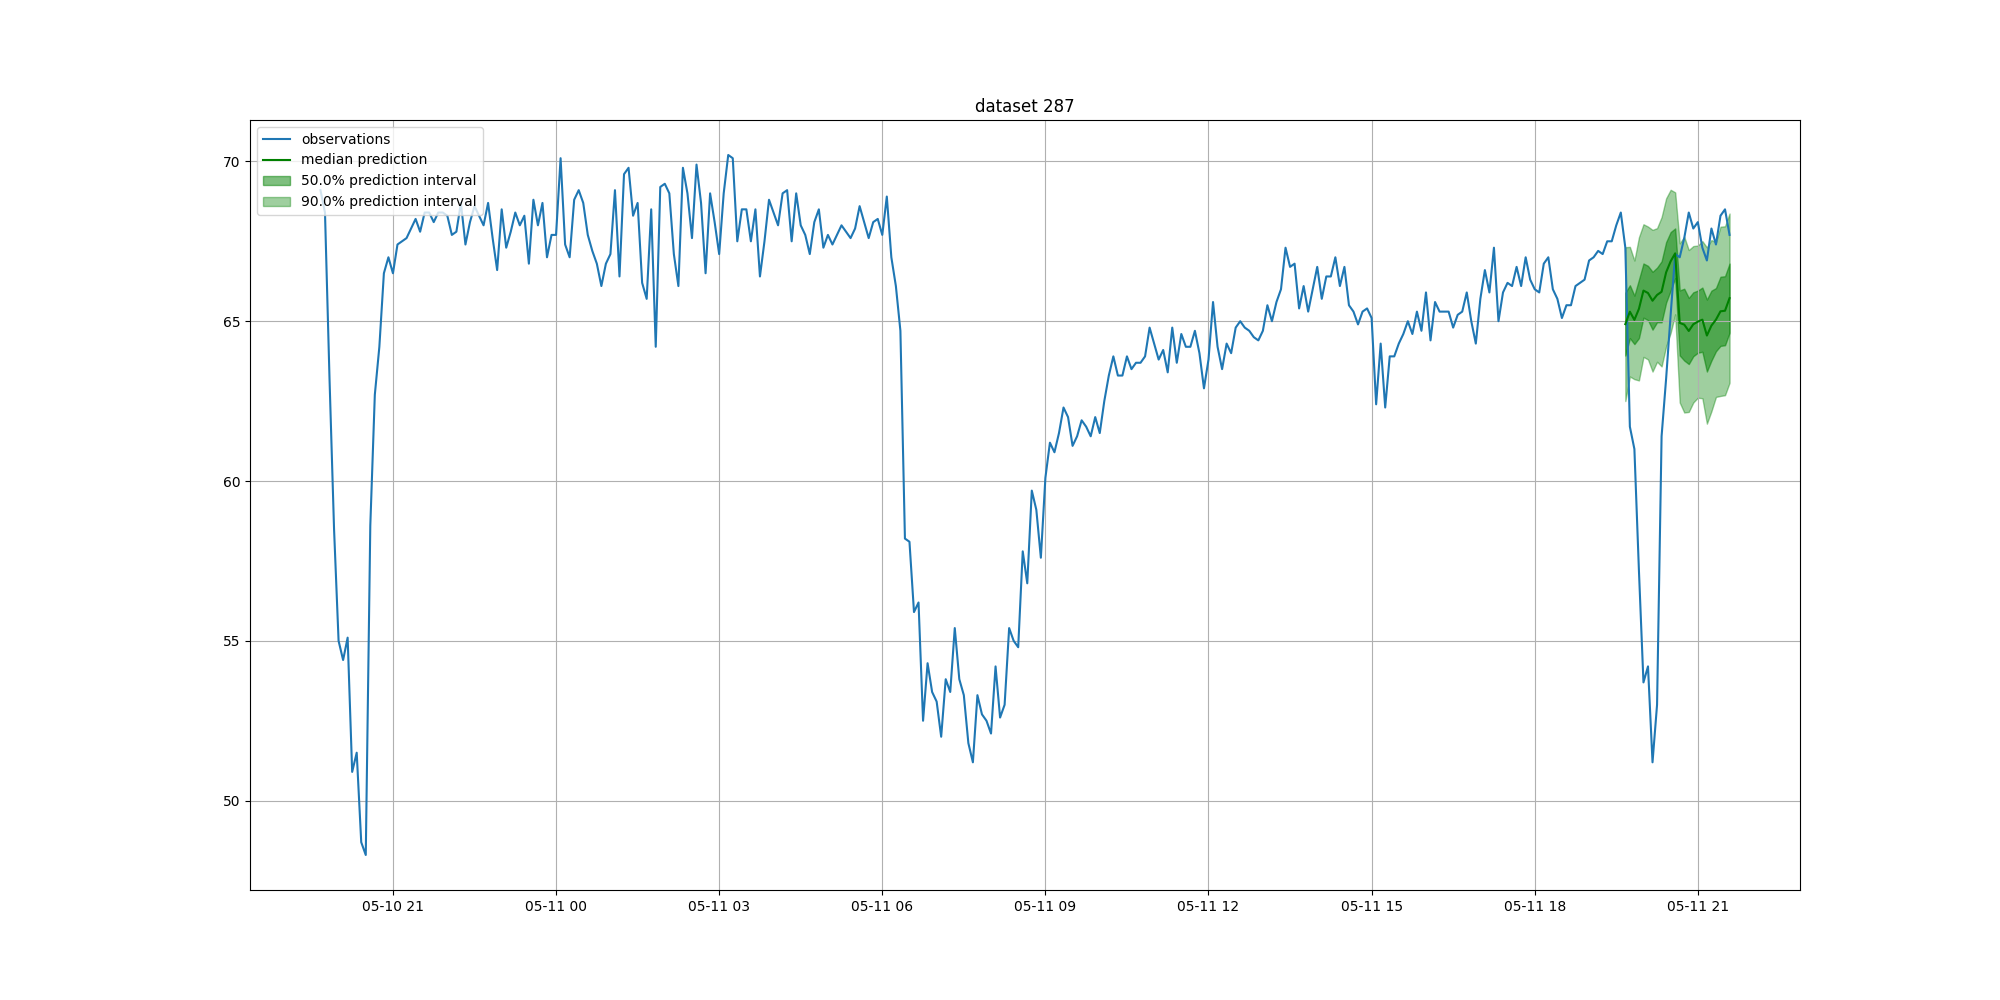 dataset 287
observations
median prediction
50.0% prediction interval
90.0% prediction interval
70
65
60
55
50
05-10 21
05-11 00
05-11 03
05-11 06
05-11 09
05-11 12
05-11 15
05-11 18
05-11 21